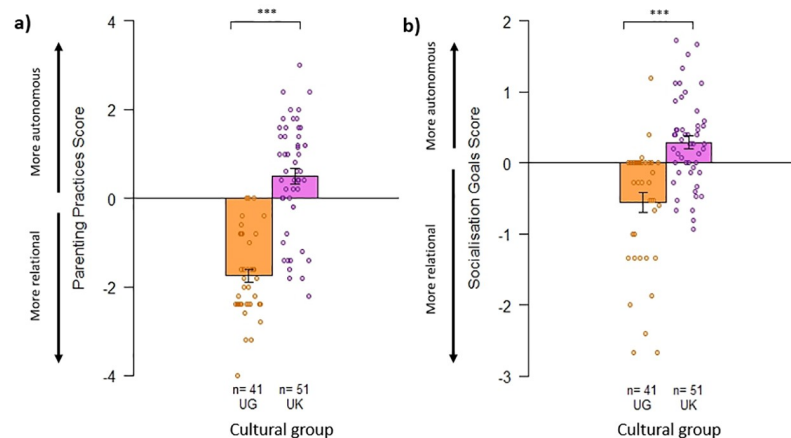 a)
***
More autonomous
More relational
Parenting Practices Score
4
2
0
-2
-4
n= 41
UG
n= 51
UK
Cultural group
b)
***
More autonomous
More relational
Socialisation Goals Score
2
1
0
-1
-2
-3
n= 41
UG
n= 51
UK
Cultural group